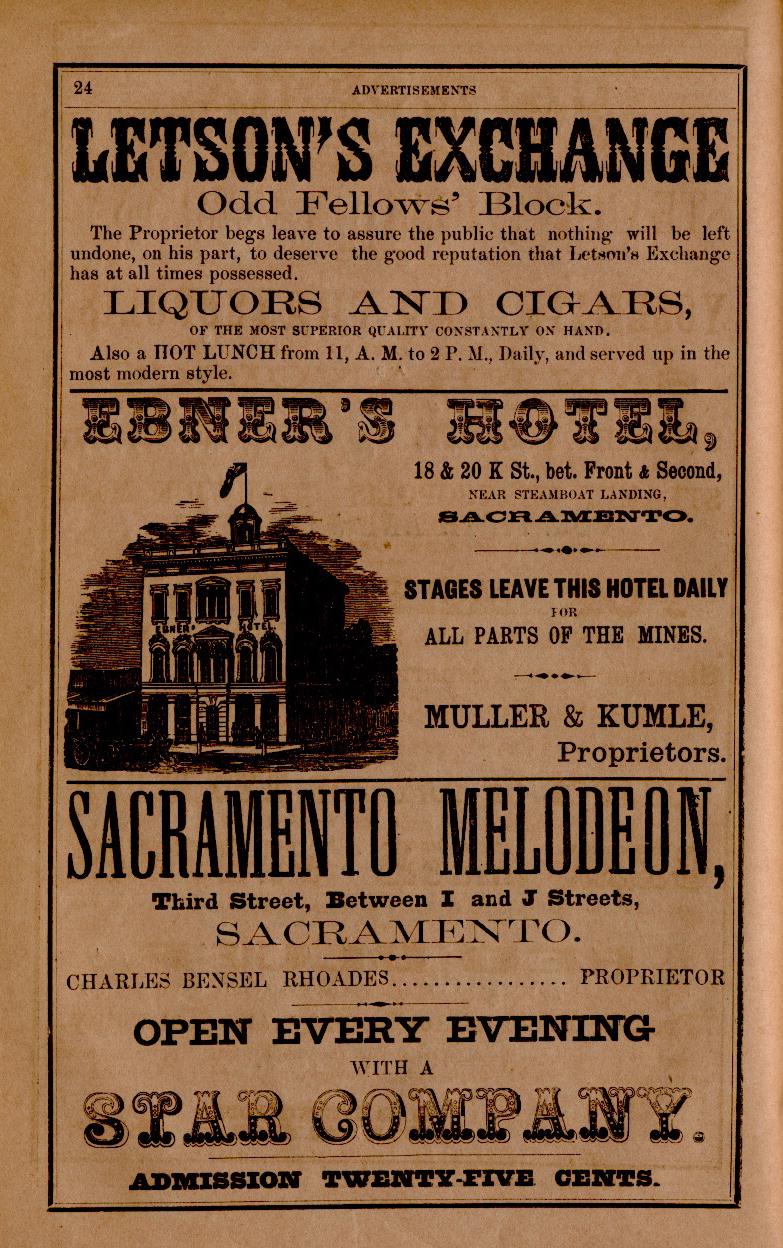 24 ADVERTISEMENTS
LETSON'S EXCHANGE
Odd Fellows' Block.
The Proprietor begs leave to assure the public that nothing will be left
undone, on his part, to deserve the good reputation that Letson's Exchange
has at all times possessed.
LIQUORS AND CIGARS,
OF THE MOST SUPERIOR QUALITY CONSTANTLY ON HAND.
Also a HOT LUNCH from 11, A. M. to 2 P. M., Daily, and served up in the
most modern style.
EBNER'S HOTEL,
18 & 20 K St., bet. Front & Second,
NEAR STEAMBOAT LANDING,
SACRAMENTO.
EBNER' HOTEL.
STAGES LEAVE THIS HOTEL DAILY
FOR
ALL PARTS OF THE MINES.
MULLER & KUMLE,
Proprietors.
SACRAMENTO MELODEON,
Third Street, Between I and J Streets,
SACRAMENTO.
CHARLES BENSEL RHOADES................ PROPRIETOR
OPEN EVERY EVENING
WITH A
STAR COMPANY.
ADMISSION TWENTY-FIVE CENTS.